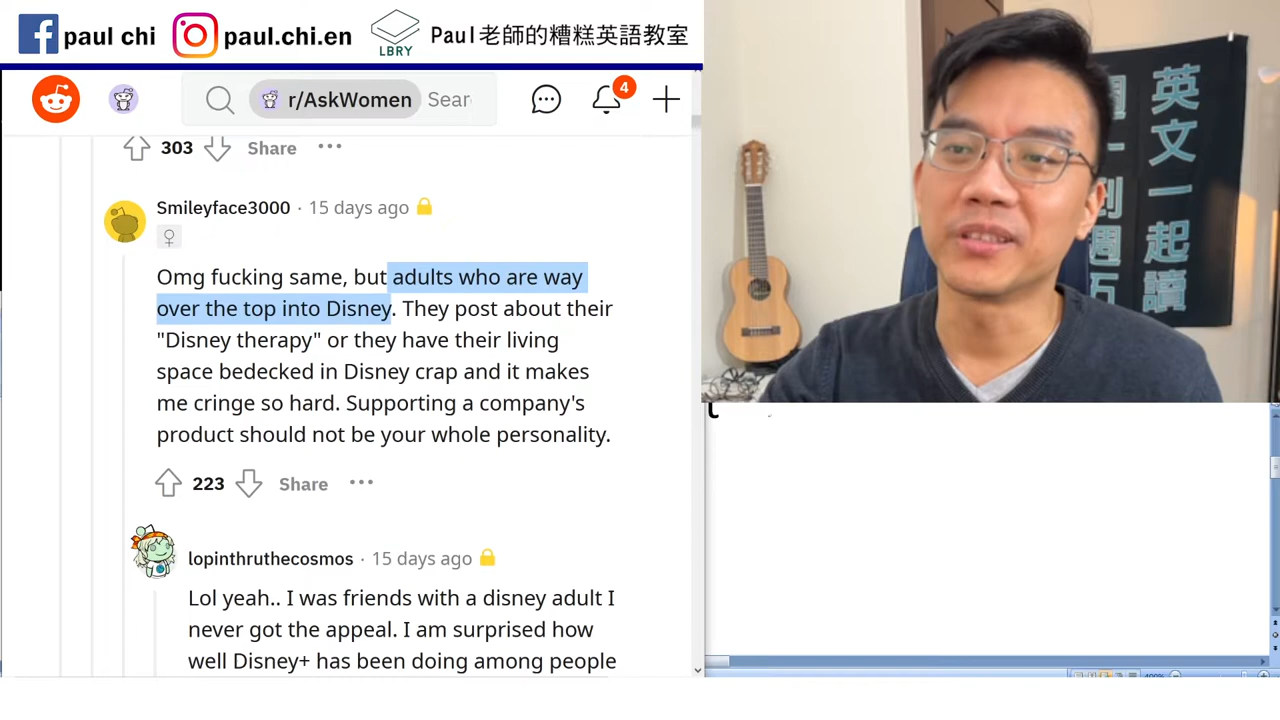 paul chi paul.chi.en LBRY Paul老師的糟糕英語教室
r/AskWomen Sear 4
303 Share
Smileyface3000 · 15 days ago
Omg fucking same, but adults who are way
over the top into Disney. They post about their
"Disney therapy" or they have their living
space bedecked in Disney crap and it makes
me cringe so hard. Supporting a company's
product should not be your whole personality.
223 Share
lopinthruthecosmos · 15 days ago
Lol yeah.. I was friends with a disney adult I
never got the appeal. I am surprised how
well Disney+ has been doing among people
英文一起讀
週一到週五